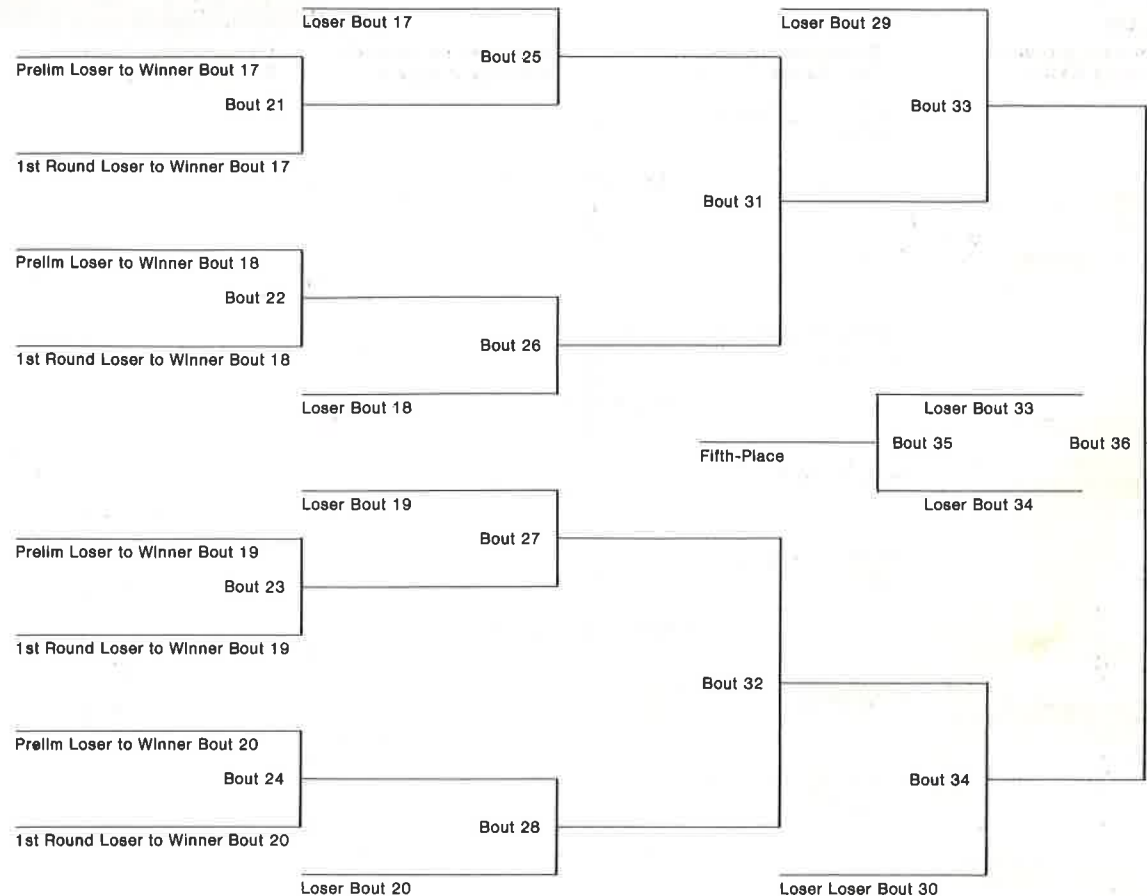 Loser Bout 17
Loser Bout 29
Bout 25
Prelim Loser to Winner Bout 17
Bout 21
Bout 33
1st Round Loser to Winner Bout 17
Bout 31
Prelim Loser to Winner Bout 18
Bout 22
Bout 26
1st Round Loser to Winner Bout 18
Loser Bout 18
Loser Bout 33
Bout 35
Bout 36
Fifth-Place
Loser Bout 19
Loser Bout 34
Bout 27
Prelim Loser to Winner Bout 19
Bout 23
1st Round Loser to Winner Bout 19
Bout 32
Prelim Loser to Winner Bout 20
Bout 24
Bout 34
Bout 28
1st Round Loser to Winner Bout 20
Loser Bout 20
Loser Loser Bout 30